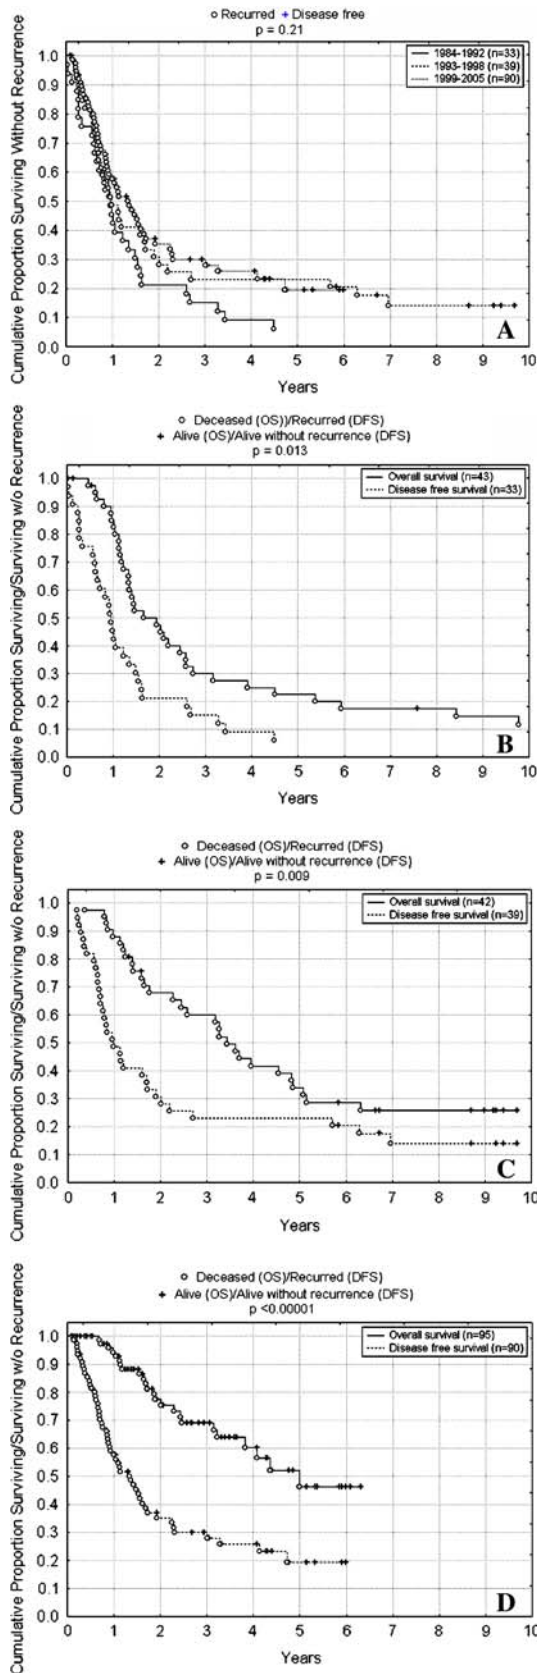 o Recurred + Disease free
p = 0.21
Cumulative Proportion Surviving Without Recurrence
1984-1992 (n=33)
1993-1998 (n=39)
1999-2005 (n=90)
1.0
0.9
0.8
0.7
0.6
0.5
0.4
0.3
0.2
0.1
0.0
A
0 1 2 3 4 5 6 7 8 9 10
Years
o Deceased (OS))/Recurred (DFS)
+ Alive (OS)/Alive without recurrence (DFS)
p = 0.013
Cumulative Proportion Surviving/Surviving w/o Recurrence
Overall survival (n=43)
Disease free survival (n=33)
1.0
0.9
0.8
0.7
0.6
0.5
0.4
0.3
0.2
0.1
0.0
B
0 1 2 3 4 5 6 7 8 9 10
Years
o Deceased (OS)/Recurred (DFS)
+ Alive (OS)/Alive without recurrence (DFS)
p = 0.009
Cumulative Proportion Surviving/Surviving w/o Recurrence
Overall survival (n=42)
Disease free survival (n=39)
1.0
0.9
0.8
0.7
0.6
0.5
0.4
0.3
0.2
0.1
0.0
C
0 1 2 3 4 5 6 7 8 9 10
Years
o Deceased (OS)/Recurred (DFS)
+ Alive (OS)/Alive without recurrence (DFS)
p <0.00001
Cumulative Proportion Surviving/Surviving w/o Recurrence
Overall survival (n=95)
Disease free survival (n=90)
1.0
0.9
0.8
0.7
0.6
0.5
0.4
0.3
0.2
0.1
0.0
D
0 1 2 3 4 5 6 7 8 9 10
Years